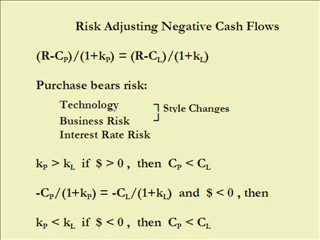 Risk Adjusting Negative Cash Flows
(R-CP)/(1+kP) = (R-CL)/(1+kL)
Purchase bears risk:
Technology
Style Changes
Business Risk
Interest Rate Risk
kP > kL if $ > 0 , then CP < CL
-CP/(1+kP) = -CL/(1+kL) and $ < 0 , then
kP < kL if $ < 0 , then CP < CL